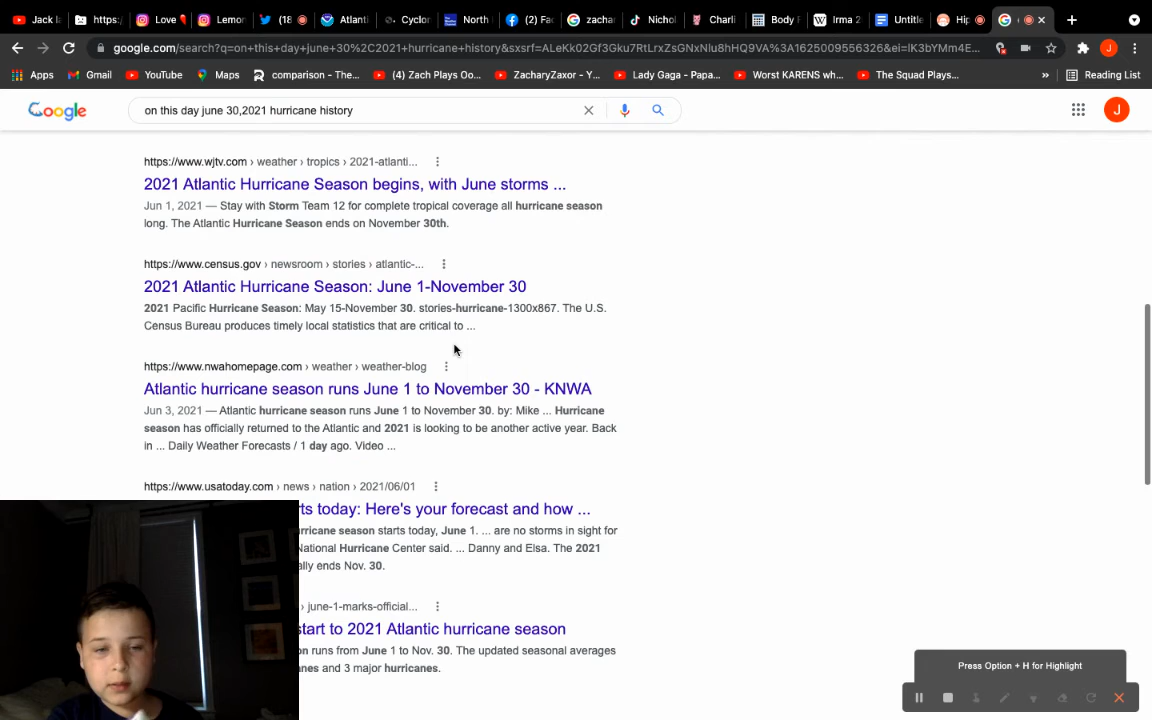 Jack la
https:/
Love
Lemon
(18
Atlanti
Cyclor
North
(2) Fac
zachar
Nichol
Charli
Body F
Irma 2
Untitle
Hip
google.com/search?q=on+this+day+june+30%2C2021+hurricane+history&sxsrf=ALeKk02Gf3Gku7RtLrxZsGNxNlu8hHQ9VA%3A1625009556326&ei=lK3bYMm4E...
Apps
Gmail
YouTube
Maps
comparison - The...
(4) Zach Plays Oo...
ZacharyZaxor - Y...
Lady Gaga - Papa...
Worst KARENS wh...
The Squad Plays...
»
Reading List
Google
on this day june 30,2021 hurricane history
J
https://www.wjtv.com › weather › tropics › 2021-atlanti...
2021 Atlantic Hurricane Season begins, with June storms ...
Jun 1, 2021 — Stay with Storm Team 12 for complete tropical coverage all hurricane season
long. The Atlantic Hurricane Season ends on November 30th.
https://www.census.gov › newsroom › stories › atlantic-...
2021 Atlantic Hurricane Season: June 1-November 30
2021 Pacific Hurricane Season: May 15-November 30. stories-hurricane-1300x867. The U.S.
Census Bureau produces timely local statistics that are critical to ...
https://www.nwahomepage.com › weather › weather-blog
Atlantic hurricane season runs June 1 to November 30 - KNWA
Jun 3, 2021 — Atlantic hurricane season runs June 1 to November 30. by: Mike ... Hurricane
season has officially returned to the Atlantic and 2021 is looking to be another active year. Back
in ... Daily Weather Forecasts / 1 day ago. Video ...
https://www.usatoday.com › news › nation › 2021/06/01
rts today: Here's your forecast and how ...
rricane season starts today, June 1. ... are no storms in sight for
National Hurricane Center said. ... Danny and Elsa. The 2021
ally ends Nov. 30.
› june-1-marks-official...
start to 2021 Atlantic hurricane season
on runs from June 1 to Nov. 30. The updated seasonal averages
anes and 3 major hurricanes.
Press Option + H for Highlight